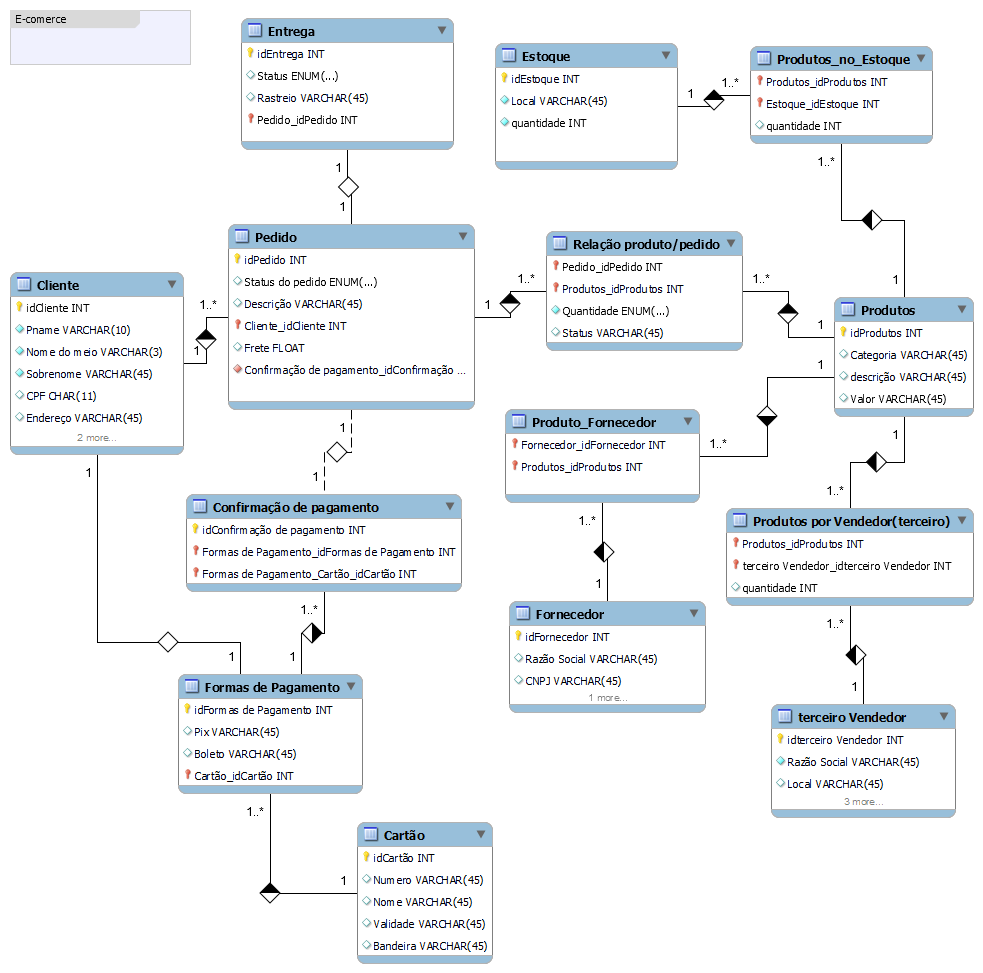 E-comerce
Entrega
idEntrega INT
Status ENUM(...)
Rastreio VARCHAR(45)
Pedido_idPedido INT
Estoque
idEstoque INT
Local VARCHAR(45)
quantidade INT
1
1..*
Produtos_no_Estoque
Produtos_idProdutos INT
Estoque_idEstoque INT
quantidade INT
1
1
1..*
1
Pedido
idPedido INT
Status do pedido ENUM(...)
Descrição VARCHAR(45)
Cliente_idCliente INT
Frete FLOAT
Confirmação de pagamento_idConfirmação ...
1
1..*
Relação produto/pedido
Pedido_idPedido INT
Produtos_idProdutos INT
Quantidade ENUM(...)
Status VARCHAR(45)
1..*
1
Cliente
idCliente INT
Pname VARCHAR(10)
Nome do meio VARCHAR(3)
Sobrenome VARCHAR(45)
CPF CHAR(11)
Endereço VARCHAR(45)
2 more...
1..*
1
Produtos
idProdutos INT
Categoria VARCHAR(45)
descrição VARCHAR(45)
Valor VARCHAR(45)
1
1..*
Produto_Fornecedor
Fornecedor_idFornecedor INT
Produtos_idProdutos INT
1
1..*
1
1
Confirmação de pagamento
idConfirmação de pagamento INT
Formas de Pagamento_idFormas de Pagamento INT
Formas de Pagamento_Cartão_idCartão INT
Produtos por Vendedor(terceiro)
Produtos_idProdutos INT
terceiro Vendedor_idterceiro Vendedor INT
quantidade INT
1..*
1
Fornecedor
idFornecedor INT
Razão Social VARCHAR(45)
CNPJ VARCHAR(45)
1 more...
1..*
1
terceiro Vendedor
idterceiro Vendedor INT
Razão Social VARCHAR(45)
Local VARCHAR(45)
3 more...
1
1
1..*
1
Formas de Pagamento
idFormas de Pagamento INT
Pix VARCHAR(45)
Boleto VARCHAR(45)
Cartão_idCartão INT
1..*
1
Cartão
idCartão INT
Numero VARCHAR(45)
Nome VARCHAR(45)
Validade VARCHAR(45)
Bandeira VARCHAR(45)